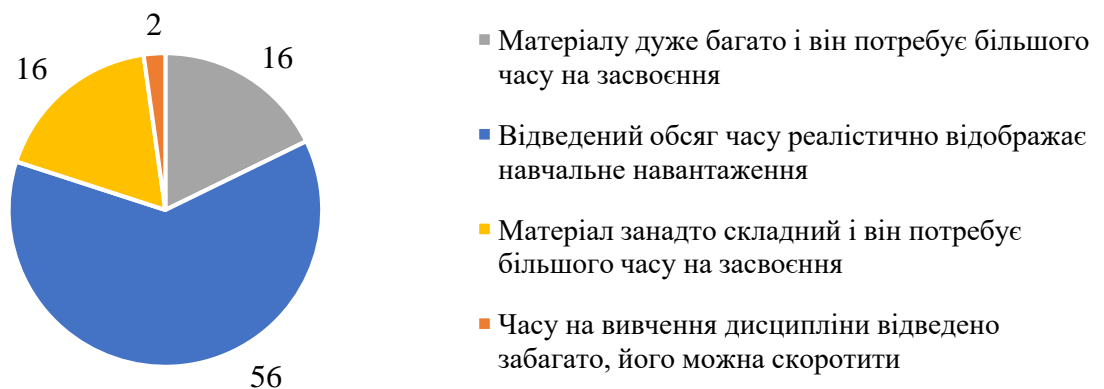 2
16
16
56
Матеріалу дуже багато і він потребує більшого
часу на засвоєння
Відведений обсяг часу реалістично відображає
навчальне навантаження
Матеріал занадто складний і він потребує
більшого часу на засвоєння
Часу на вивчення дисципліни відведено
забагато, його можна скоротити